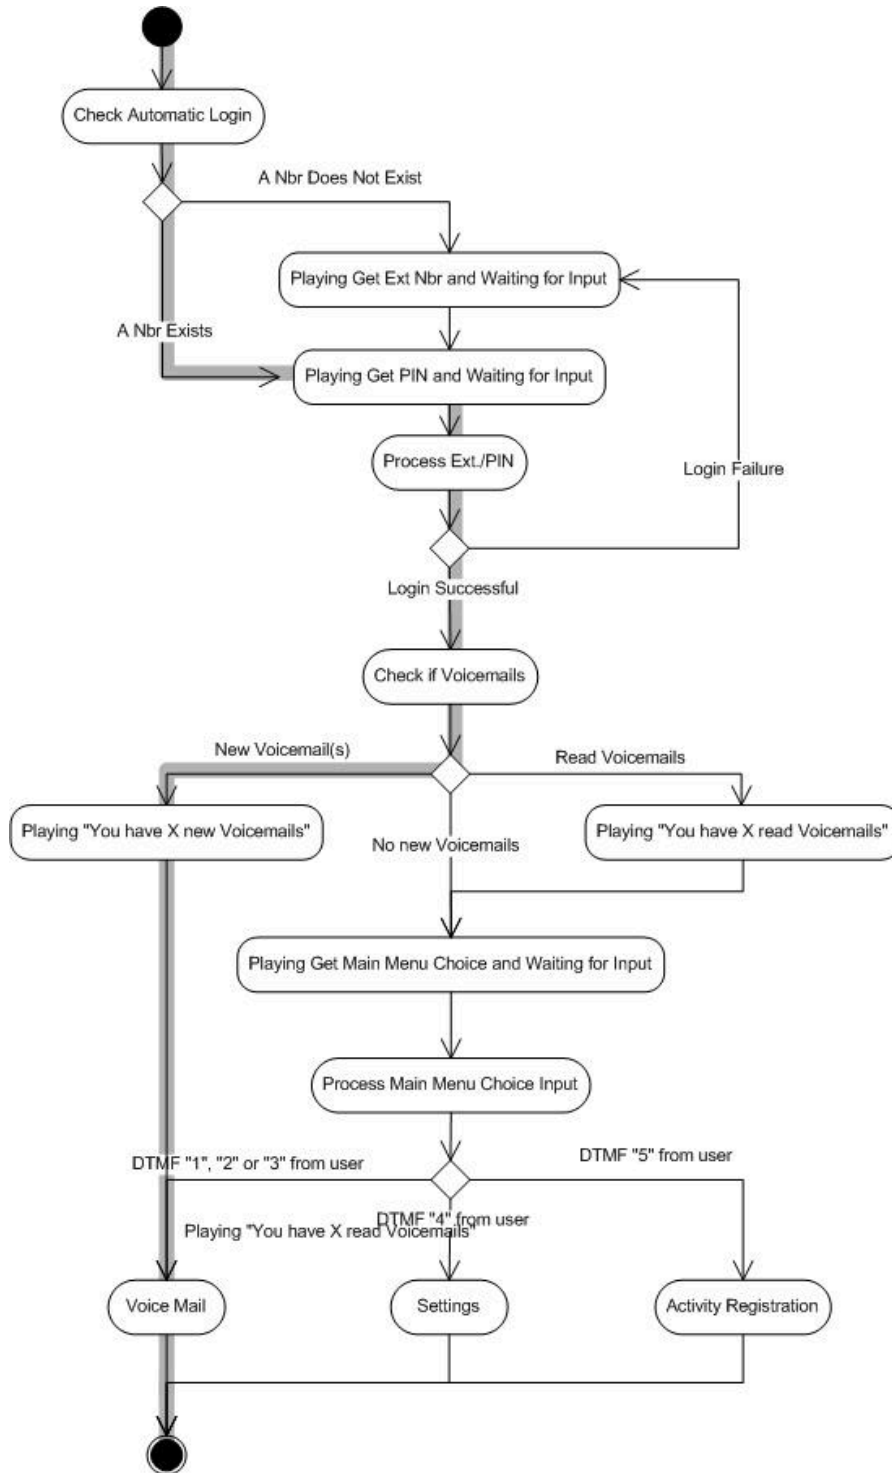 Check Automatic Login
A Nbr Does Not Exist
Playing Get Ext Nbr and Waiting for Input
A Nbr Exists
Playing Get PIN and Waiting for Input
Process Ext./PIN
Login Failure
Login Successful
Check if Voicemails
New Voicemail(s)
Read Voicemails
Playing "You have X new Voicemails"
Playing "You have X read Voicemails"
No new Voicemails
Playing Get Main Menu Choice and Waiting for Input
Process Main Menu Choice Input
DTMF "1", "2" or "3" from user
DTMF "5" from user
DTMF "4" from user
Playing "You have X read Voicemails"
Voice Mail
Settings
Activity Registration